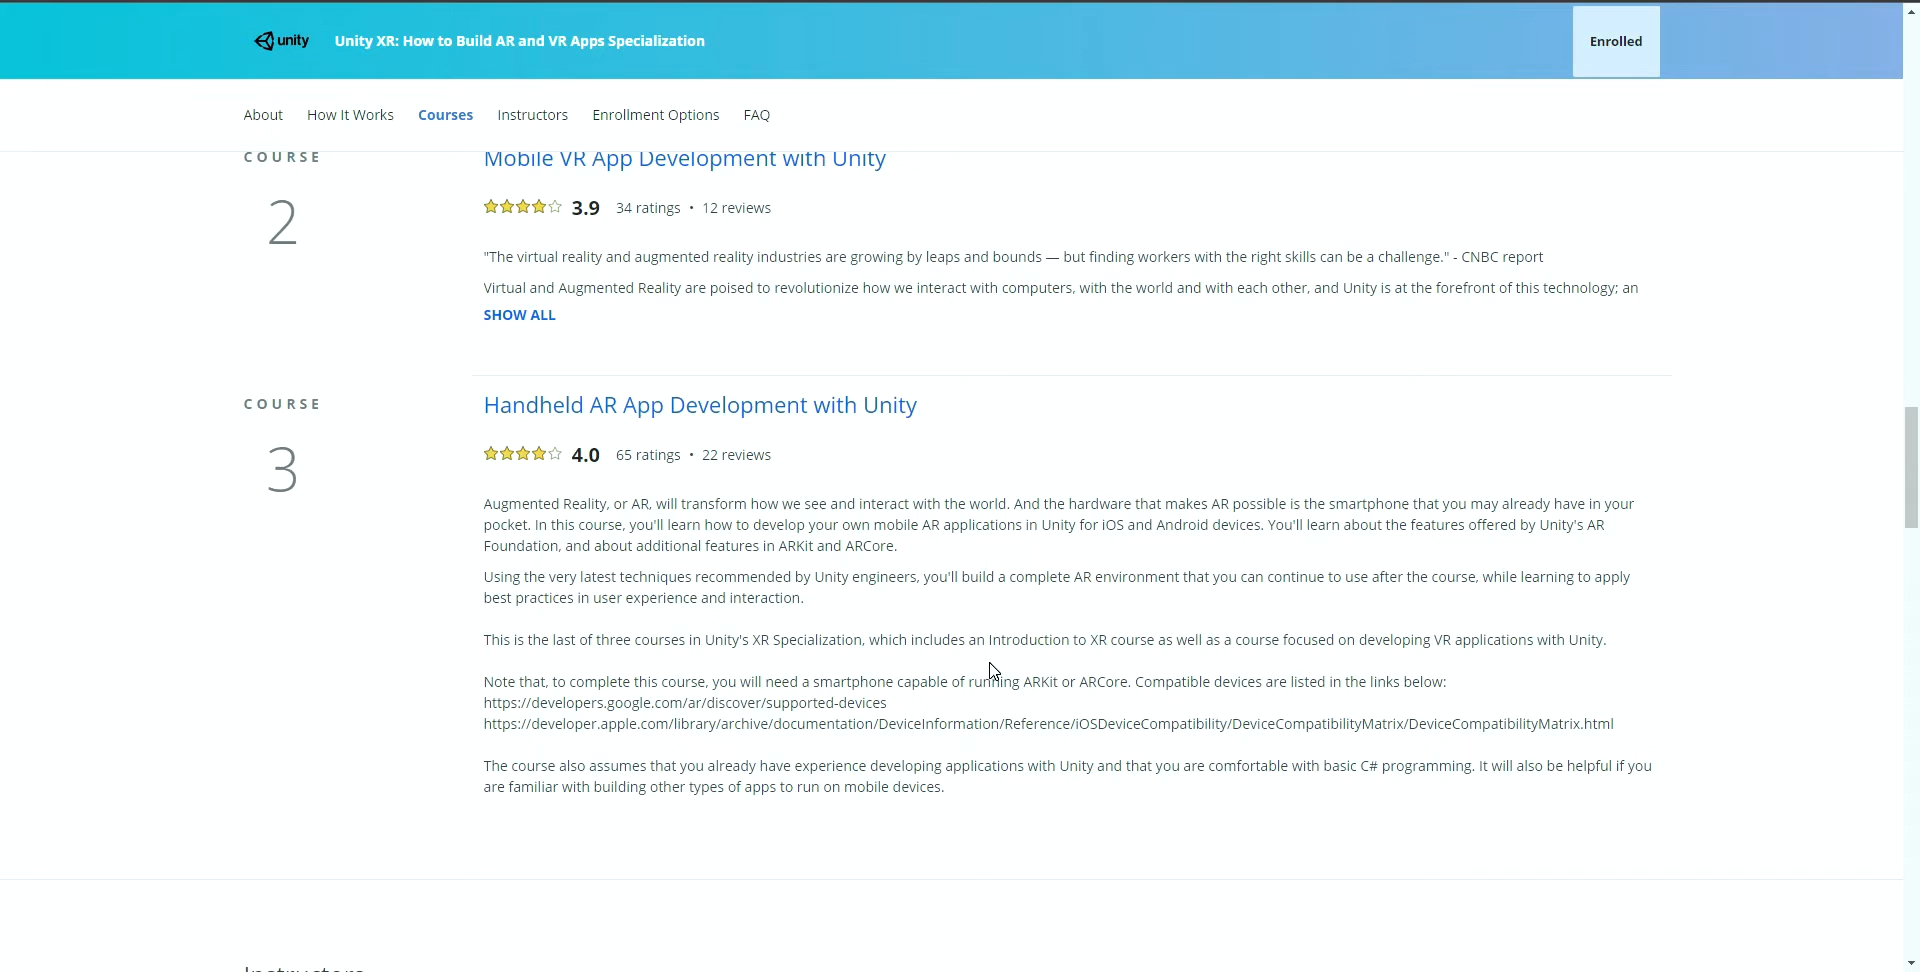 unity
Unity XR: How to Build AR and VR Apps Specialization
Enrolled
About How It Works Courses Instructors Enrollment Options FAQ
COURSE
2
Mobile VR App Development with Unity
3.9 34 ratings • 12 reviews
"The virtual reality and augmented reality industries are growing by leaps and bounds — but finding workers with the right skills can be a challenge." - CNBC report
Virtual and Augmented Reality are poised to revolutionize how we interact with computers, with the world and with each other, and Unity is at the forefront of this technology; an
SHOW ALL
COURSE
3
Handheld AR App Development with Unity
4.0 65 ratings • 22 reviews
Augmented Reality, or AR, will transform how we see and interact with the world. And the hardware that makes AR possible is the smartphone that you may already have in your
pocket. In this course, you'll learn how to develop your own mobile AR applications in Unity for iOS and Android devices. You'll learn about the features offered by Unity's AR
Foundation, and about additional features in ARKit and ARCore.
Using the very latest techniques recommended by Unity engineers, you'll build a complete AR environment that you can continue to use after the course, while learning to apply
best practices in user experience and interaction.
This is the last of three courses in Unity's XR Specialization, which includes an Introduction to XR course as well as a course focused on developing VR applications with Unity.
Note that, to complete this course, you will need a smartphone capable of running ARKit or ARCore. Compatible devices are listed in the links below:
https://developers.google.com/ar/discover/supported-devices
https://developer.apple.com/library/archive/documentation/DeviceInformation/Reference/iOSDeviceCompatibility/DeviceCompatibilityMatrix/DeviceCompatibilityMatrix.html
The course also assumes that you already have experience developing applications with Unity and that you are comfortable with basic C# programming. It will also be helpful if you
are familiar with building other types of apps to run on mobile devices.
Instructors